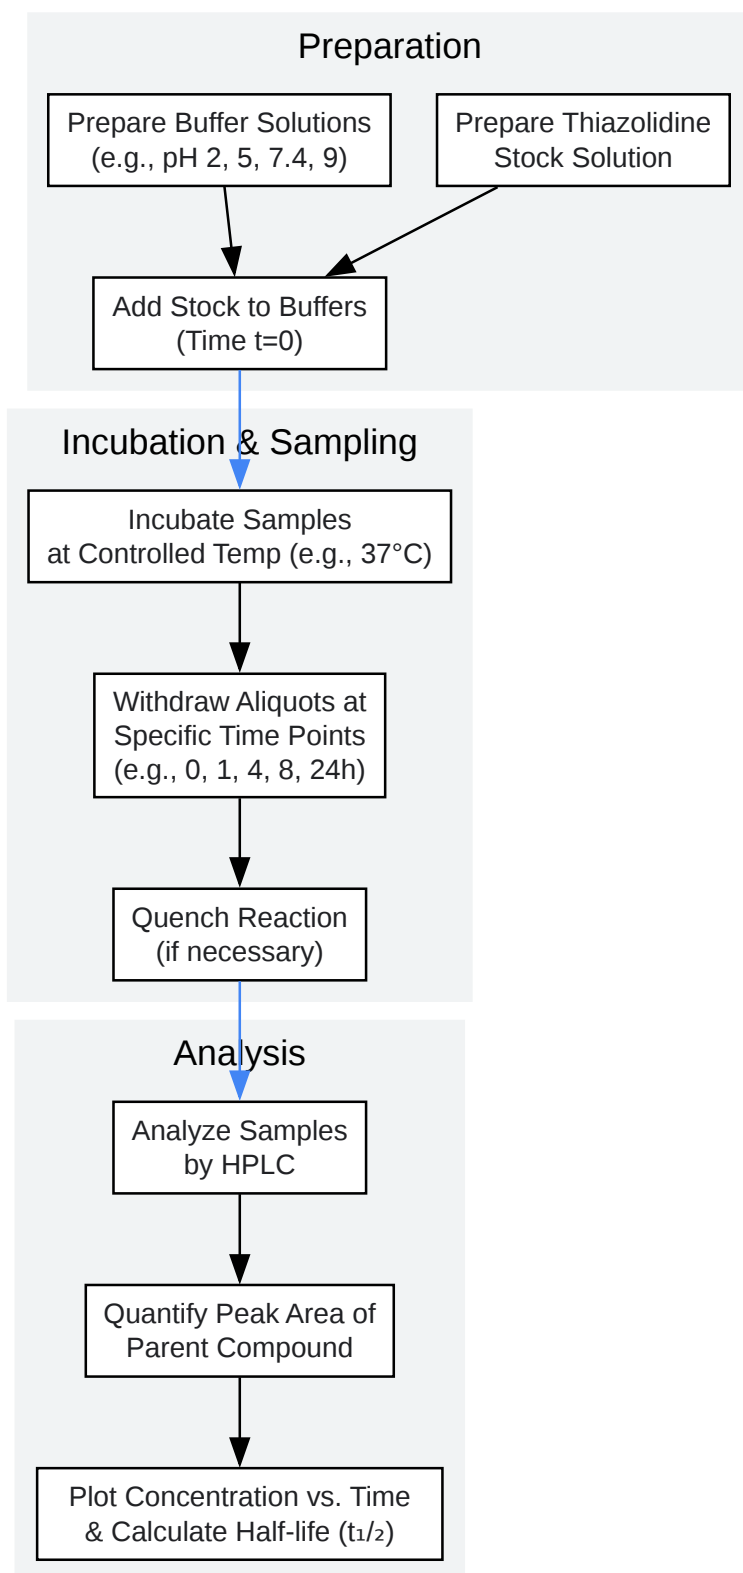 Preparation
Prepare Buffer Solutions
(e.g., pH 2, 5, 7.4, 9)
Prepare Thiazolidine
Stock Solution
Add Stock to Buffers
(Time t=0)
Incubation & Sampling
Incubate Samples
at Controlled Temp (e.g., 37°C)
Withdraw Aliquots at
Specific Time Points
(e.g., 0, 1, 4, 8, 24h)
Quench Reaction
(if necessary)
Analysis
Analyze Samples
by HPLC
Quantify Peak Area of
Parent Compound
Plot Concentration vs. Time
& Calculate Half-life (t₁/₂)